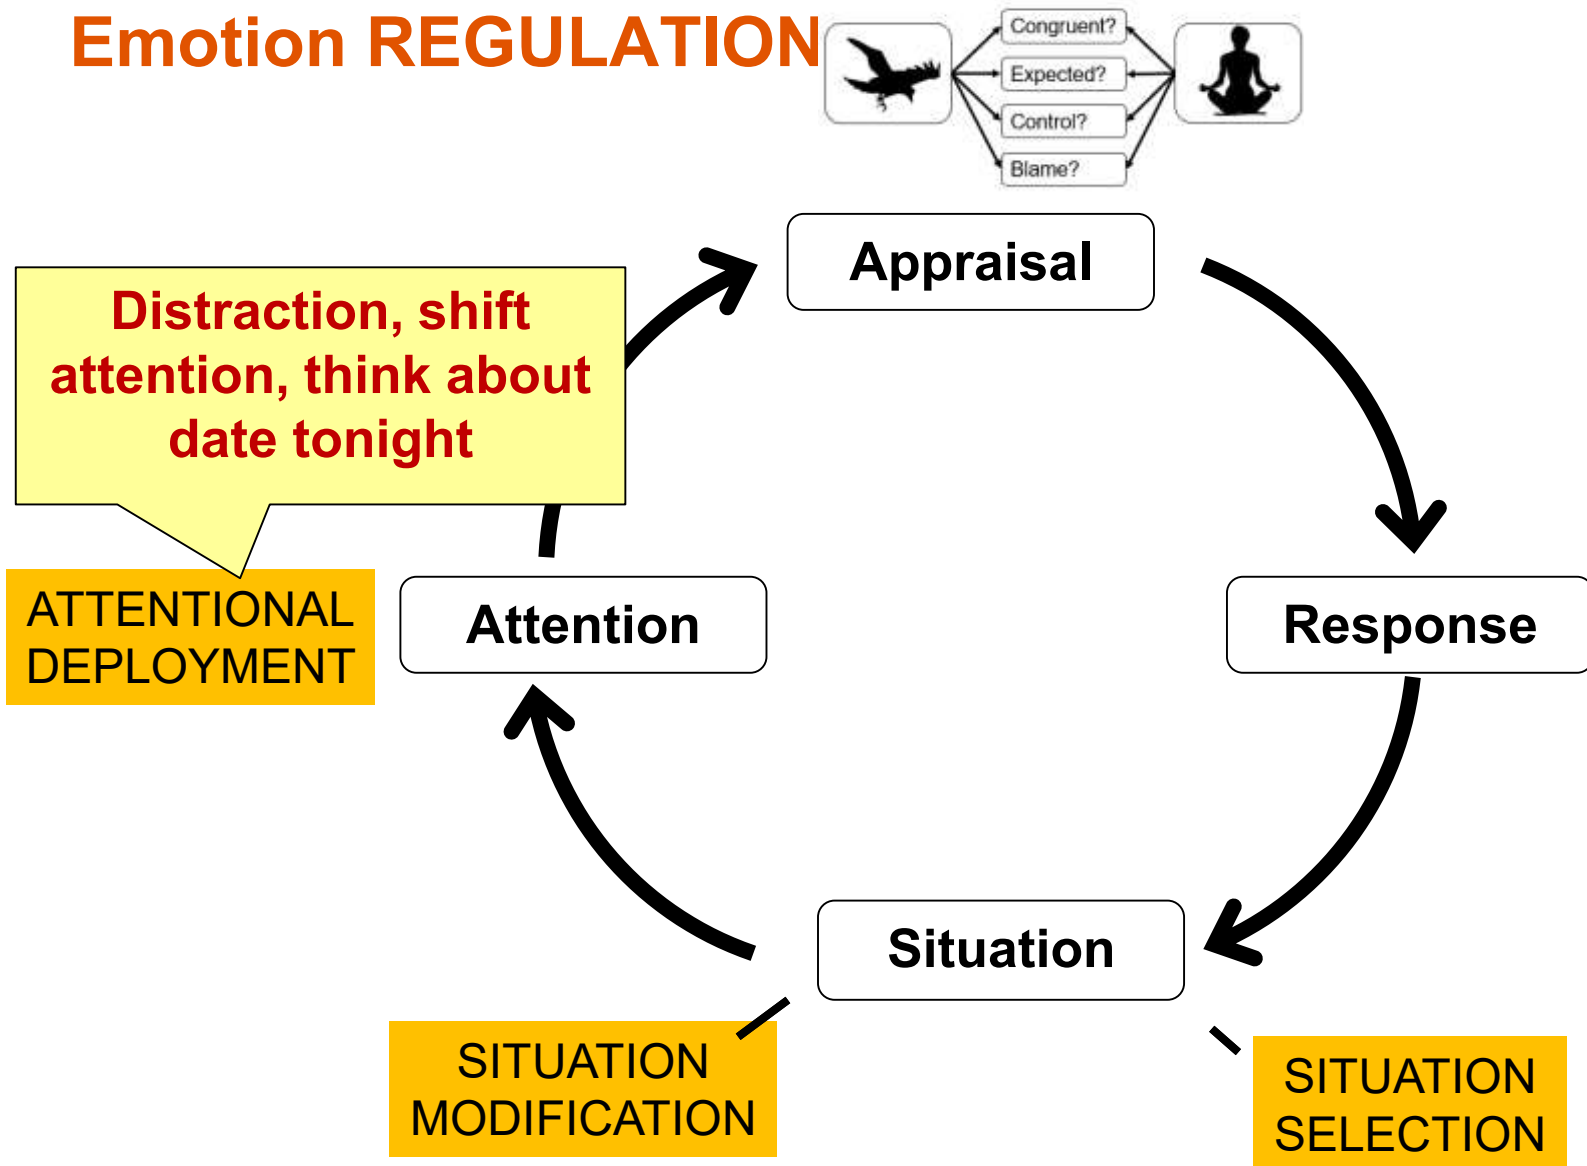 Emotion REGULATION
Congruent?
Expected?
Control?
Blame?
Appraisal
Distraction, shift
attention, think about
date tonight
ATTENTIONAL
DEPLOYMENT
Attention
Response
Situation
SITUATION
MODIFICATION
SITUATION
SELECTION